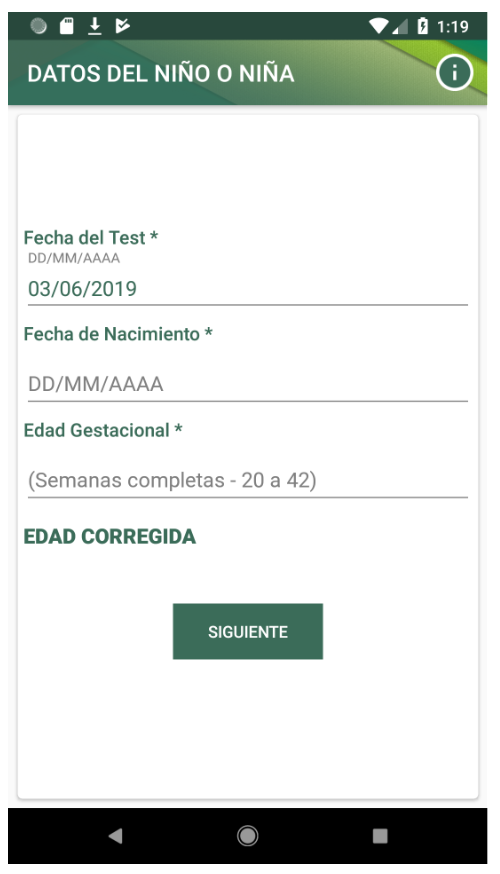 1:19
DATOS DEL NIÑO O NIÑA
i
Fecha del Test *
DD/MM/AAAA
03/06/2019
Fecha de Nacimiento *
DD/MM/AAAA
Edad Gestacional *
(Semanas completas - 20 a 42)
EDAD CORREGIDA
SIGUIENTE